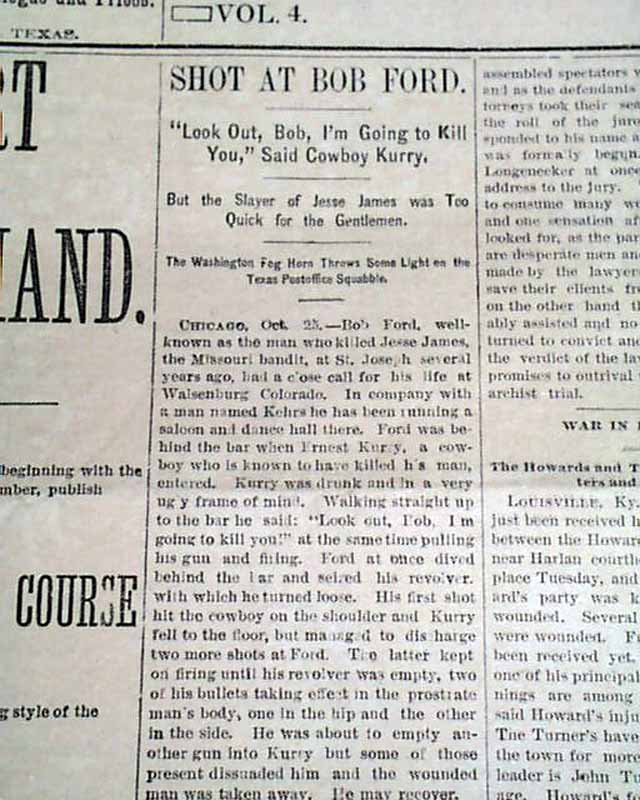 VOL. 4.
TEXAS.
HAND.
beginning with the
mber, publish
COURSE
g style of the
SHOT AT BOB FORD.
"Look Out, Bob, I'm Going to Kill
You," Said Cowboy Kurry.
But the Slayer of Jesse James was Too
Quick for the Gentlemen.
The Washington Fog Horn Throws Some Light on the
Texas Postoffice Squabble.
CHICAGO, Oct. 25.—Bob Ford, well-
known as the man who killed Jesse James,
the Missouri bandit, at St. Joseph several
years ago, had a close call for his life at
Walsenburg Colorado. In company with
a man named Kehrs he has been running a
saloon and dance hall there. Ford was be-
hind the bar when Ernest Kurry, a cow-
boy who is known to have killed h's man,
entered. Kurry was drunk and in a very
ug y frame of mind. Walking straight up
to the bar he said: "Look out, Bob, I m
going to kill you!" at the same time pulling
his gun and firing. Ford at once dived
behind the bar and seized his revolver,
with which he turned loose. His first shot
hit the cowboy on the shoulder and Kurry
fell to the floor, but managed to dis harge
two more shots at Ford. The latter kept
on firing until his revolver was empty, two
of his bullets taking effect in the prostrate
man's body, one in the hip and the other
in the side. He was about to empty an-
other gun into Kurry but some of those
present dissuaded him and the wounded
man was taken away. He may recover.
assembled spectators
and as the defendants
torneys took their se
the roll of the juro
sponded to his name a
was formally begun.
Longenecker at once
address to the jury.
to consume many w
and one sensation af
looked for, as the par
are desperate men an
made by the lawyer
save their clients fr
on the other hand t
ably assisted and no
turned to convict and
the verdict of the la
promises to outrival
archist trial.
WAR IN
The Howards and T
ters and
LOUISVILLE, Ky.
just been received h
between the Howar
near Harlan courth
place Tuesday, and
ard's party was k
wounded. Several
were wounded. F
been received yet.
one of his principal
nings are among
said Howard's inju
The Turner's have
the town for more
leader is John Tu
age. Howard's f